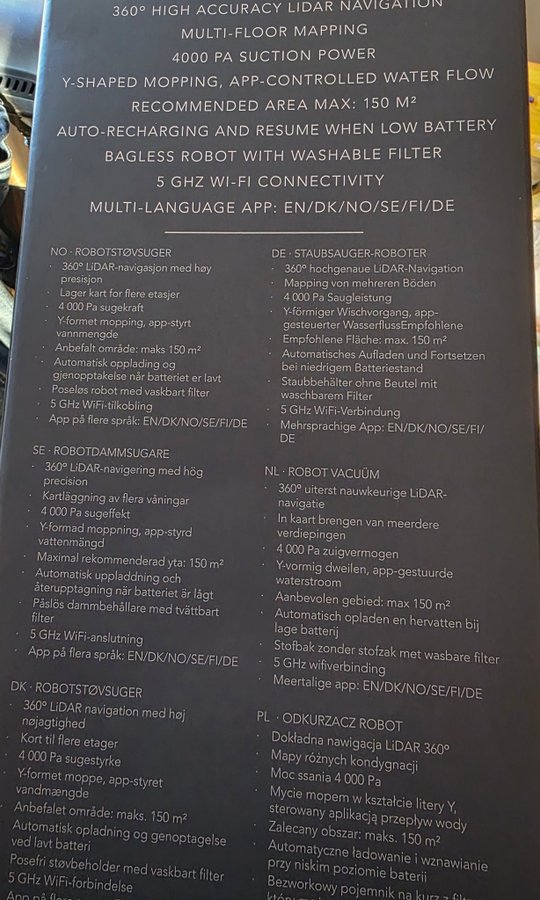 360° HIGH ACCURACY LIDAR NAVIGATION
MULTI-FLOOR MAPPING
4000 PA SUCTION POWER
Y-SHAPED MOPPING, APP-CONTROLLED WATER FLOW
RECOMMENDED AREA MAX: 150 M²
AUTO-RECHARGING AND RESUME WHEN LOW BATTERY
BAGLESS ROBOT WITH WASHABLE FILTER
5 GHZ WI-FI CONNECTIVITY
MULTI-LANGUAGE APP: EN/DK/NO/SE/FI/DE
NO · ROBOTSTØVSUGER
· 360° LiDAR-navigasjon med høy
presisjon
· Lager kart for flere etasjer
· 4 000 Pa sugekraft
· Y-formet mopping, app-styrt
vannmengde
· Anbefalt område: maks 150 m²
· Automatisk opplading og
gjenopptakelse når batteriet er lavt
· Poseløs robot med vaskbart filter
· 5 GHz WiFi-tilkobling
· App på flere språk: EN/DK/NO/SE/FI/DE
SE · ROBOTDAMMSUGARE
· 360° LiDAR-navigering med hög
precision
· Kartläggning av flera våningar
· 4 000 Pa sugeffekt
· Y-formad moppning, app-styrd
vattenmängd
· Maximal rekommenderad yta: 150 m²
· Automatisk uppladdning och
återupptagning när batteriet är lågt
· Påslös dammbehållare med tvättbart
filter
· 5 GHz WiFi-anslutning
· App på flera språk: EN/DK/NO/SE/FI/DE
DK · ROBOTSTØVSUGER
· 360° LiDAR navigation med høj
nøjagtighed
· Kort til flere etager
· 4 000 Pa sugestyrke
· Y-formet moppe, app-styret
vandmængde
· Anbefalet område: maks. 150 m²
· Automatisk opladning og genoptagelse
ved lavt batteri
· Posefri støvbeholder med vaskbart filter
5 GHz WiFi-forbindelse
App på
DE · STAUBSAUGER-ROBOTER
· 360° hochgenaue LiDAR-Navigation
· Mapping von mehreren Böden
· 4 000 Pa Saugleistung
· Y-förmiger Wischvorgang, app-
gesteuerter WasserflussEmpfohlene
· Empfohlene Fläche: max. 150 m²
· Automatisches Aufladen und Fortsetzen
bei niedrigem Batteriestand
· Staubbehälter ohne Beutel mit
waschbarem Filter
· 5 GHz WiFi-Verbindung
· Mehrsprachige App: EN/DK/NO/SE/FI/
DE
NL · ROBOT VACUÜM
· 360° uiterst nauwkeurige LiDAR-
navigatie
· In kaart brengen van meerdere
verdiepingen
· 4 000 Pa zuigvermogen
· Y-vormig dweilen, app-gestuurde
waterstroom
· Aanbevolen gebied: max 150 m²
· Automatisch opladen en hervatten bij
lage batterij
· Stofbak zonder stofzak met wasbare filter
· 5 GHz wifiverbinding
· Meertalige app: EN/DK/NO/SE/FI/DE
PL · ODKURZACZ ROBOT
· Dokładna nawigacja LiDAR 360°
· Mapy różnych kondygnacji
· Moc ssania 4 000 Pa
· Mycie mopem w kształcie litery Y,
sterowany aplikacją przepływ wody
· Zalecany obszar: maks. 150 m²
· Automatyczne ładowanie i wznawianie
przy niskim poziomie baterii
· Bezworkowy pojemnik na kurz z